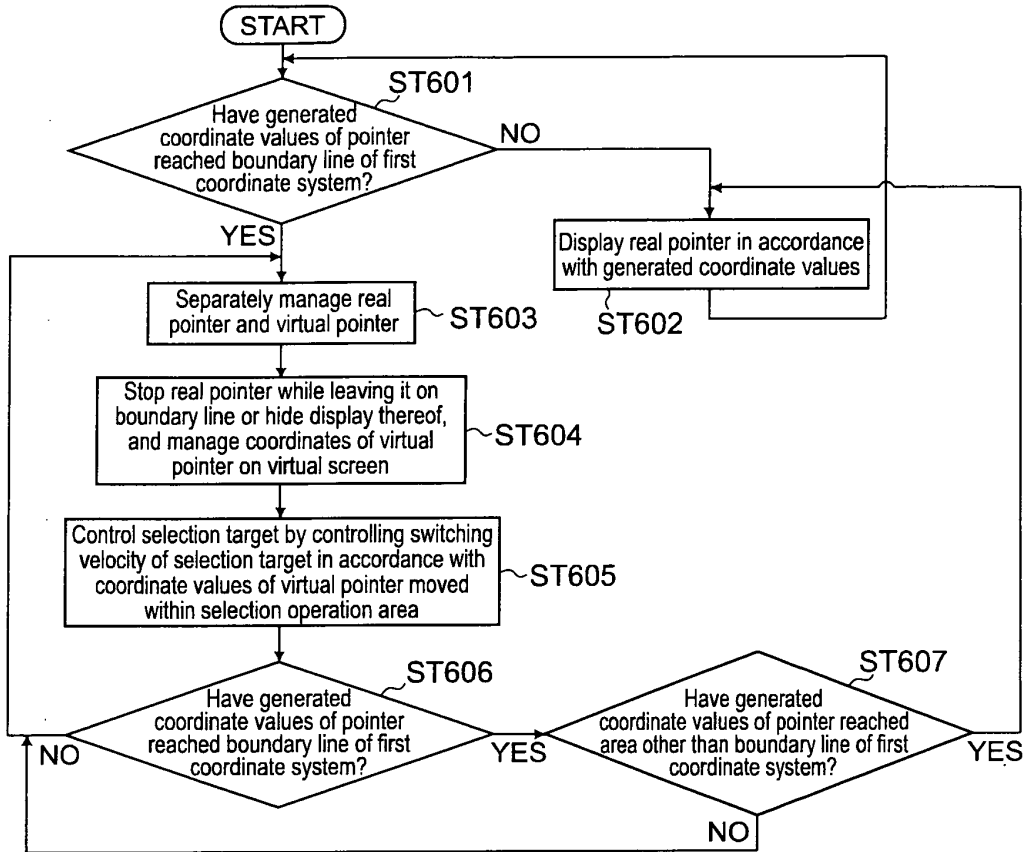 START
ST601
Have generated
coordinate values of pointer
reached boundary line of first
coordinate system?
NO
YES
Display real pointer in accordance
with generated coordinate values
ST602
Separately manage real
pointer and virtual pointer
ST603
Stop real pointer while leaving it on
boundary line or hide display thereof,
and manage coordinates of virtual
pointer on virtual screen
ST604
Control selection target by controlling switching
velocity of selection target in accordance with
coordinate values of virtual pointer moved
within selection operation area
ST605
ST606
Have generated
coordinate values of pointer
reached boundary line of first
coordinate system?
NO
YES
ST607
Have generated
coordinate values of pointer reached
area other than boundary line of first
coordinate system?
YES
NO